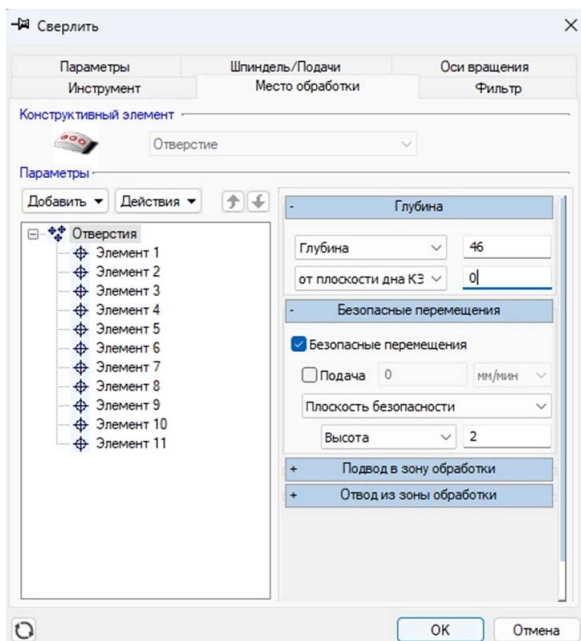 Сверлить
Параметры
Шпиндель/Подачи
Оси вращения
Инструмент
Место обработки
Фильтр
Конструктивный элемент
Отверстие
Параметры
Добавить
Действия
Отверстия
Элемент 1
Элемент 2
Элемент 3
Элемент 4
Элемент 5
Элемент 6
Элемент 7
Элемент 8
Элемент 9
Элемент 10
Элемент 11
- Глубина
Глубина 46
от плоскости дна КЭ 0
- Безопасные перемещения
Безопасные перемещения
Подача 0 мм/мин
Плоскость безопасности
Высота 2
+ Подвод в зону обработки
+ Отвод из зоны обработки
OK
Отмена